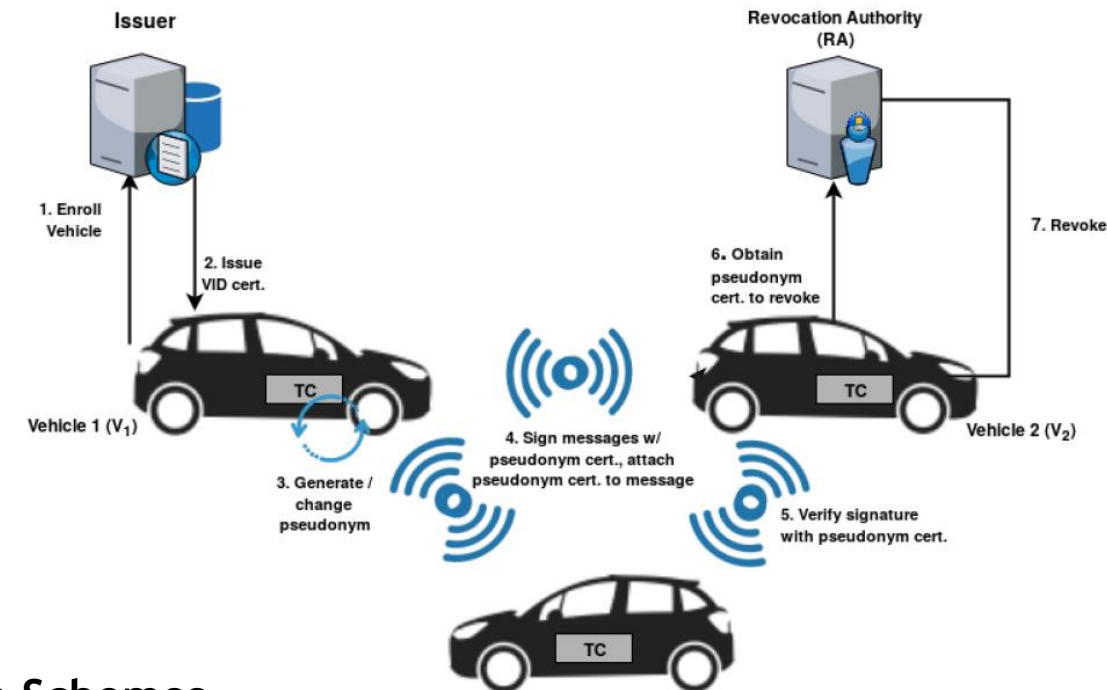 Issuer
Revocation Authority
(RA)
1. Enroll
Vehicle
2. Issue
VID cert.
6. Obtain
pseudonym
cert. to revoke
7. Revoke
TC
TC
Vehicle 1 (V₁)
Vehicle 2 (V₂)
4. Sign messages w/
pseudonym cert., attach
pseudonym cert. to message
3. Generate /
change
pseudonym
5. Verify signature
with pseudonym cert.
TC
Schemes